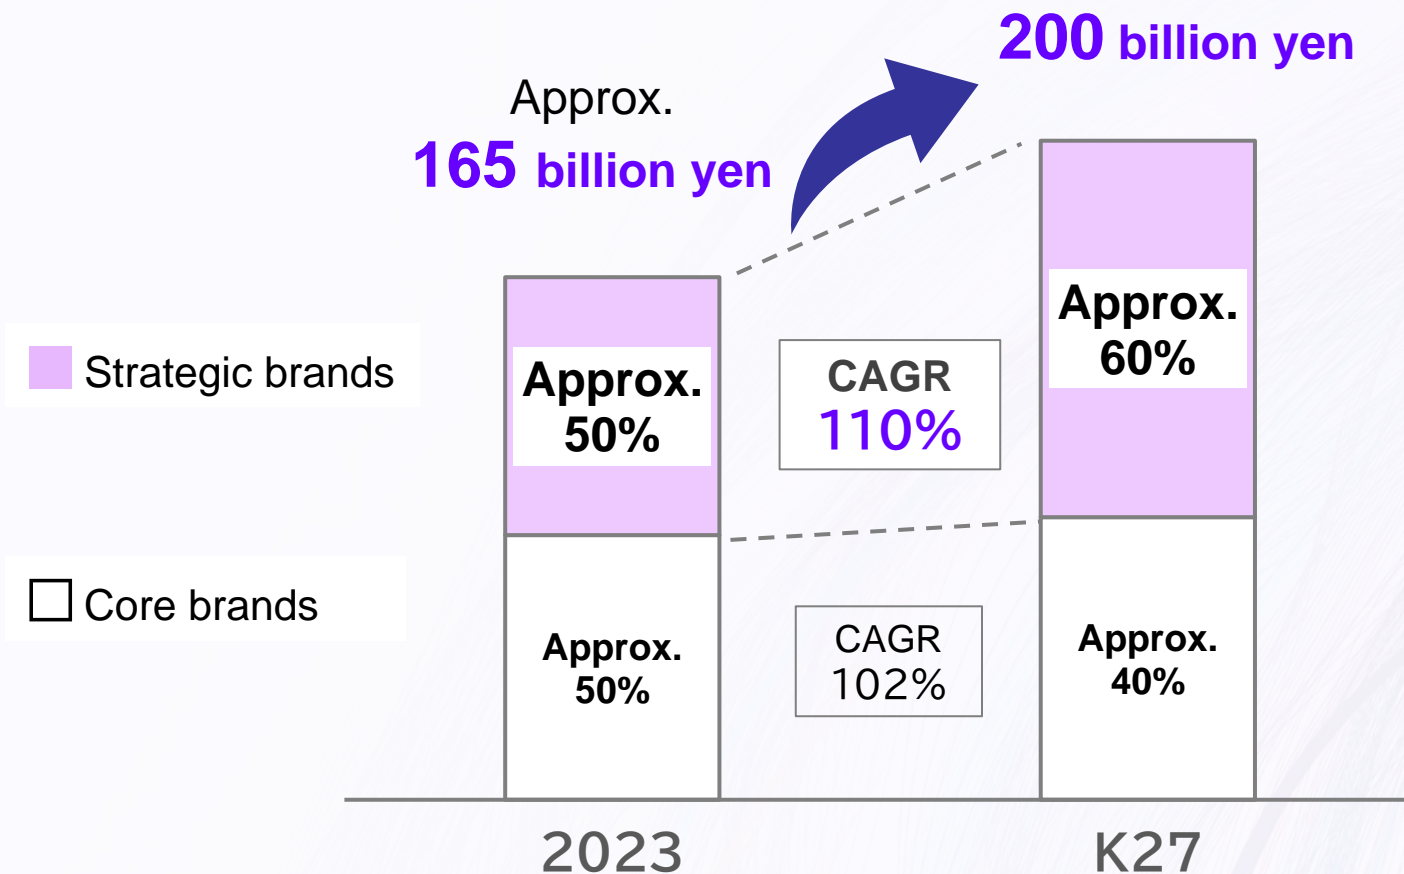 200 billion yen
Approx.
165 billion yen
Strategic brands
Core brands
Approx.
50%
Approx.
50%
CAGR
110%
CAGR
102%
Approx.
60%
Approx.
40%
2023
K27